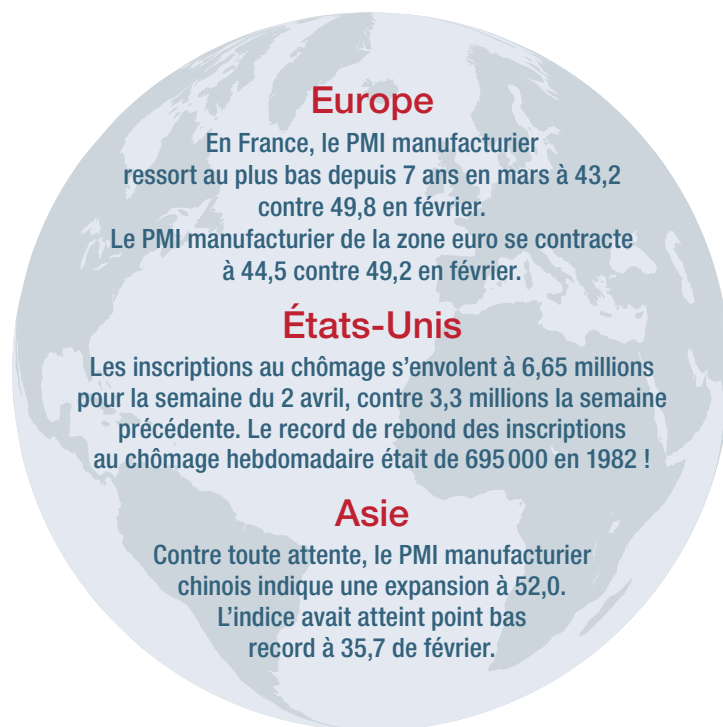 Europe
En France, le PMI manufacturier
ressort au plus bas depuis 7 ans en mars à 43,2
contre 49,8 en février.
Le PMI manufacturier de la zone euro se contracte
à 44,5 contre 49,2 en février.
États-Unis
Les inscriptions au chômage s’envolent à 6,65 millions
pour la semaine du 2 avril, contre 3,3 millions la semaine
précédente. Le record de rebond des inscriptions
au chômage hebdomadaire était de 695 000 en 1982 !
Asie
Contre toute attente, le PMI manufacturier
chinois indique une expansion à 52,0.
L’indice avait atteint point bas
record à 35,7 de février.